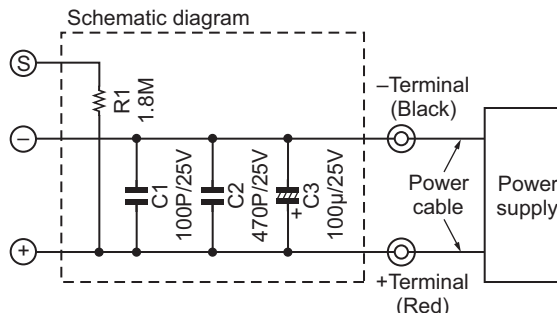 Schematic diagram
S
R1
1.8M
–Terminal
(Black)
–
C1
100P/25V
C2
470P/25V
+
C3
100μ/25V
Power
cable
Power
supply
+
+Terminal
(Red)